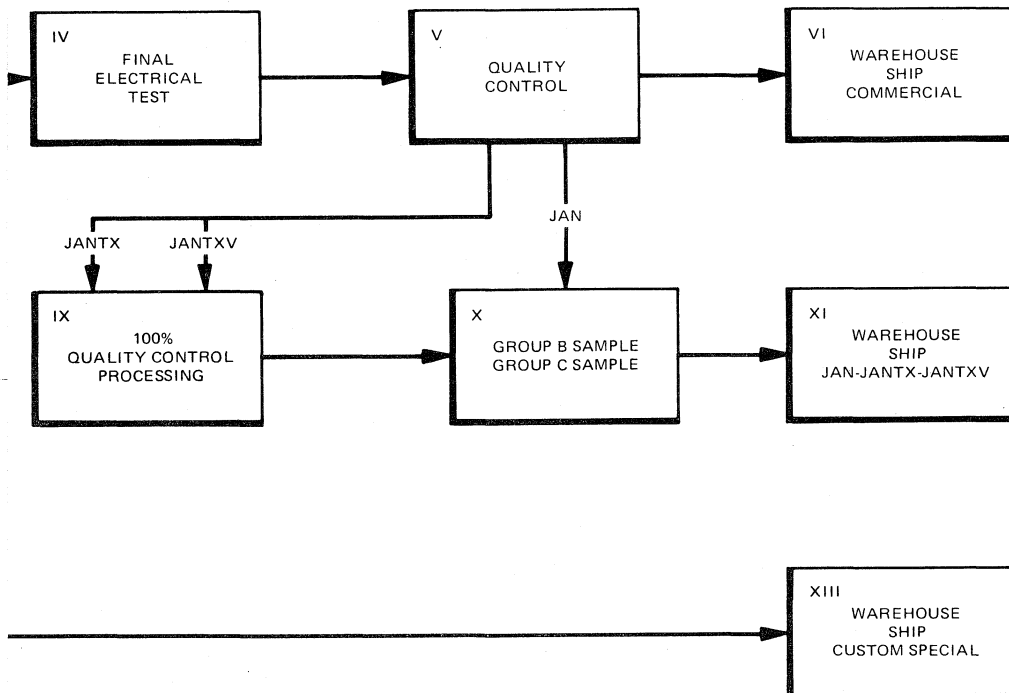 IV
FINAL
ELECTRICAL
TEST
V
QUALITY
CONTROL
VI
WAREHOUSE
SHIP
COMMERCIAL
JANTX
JANTXV
JAN
IX
100%
QUALITY CONTROL
PROCESSING
X
GROUP B SAMPLE
GROUP C SAMPLE
XI
WAREHOUSE
SHIP
JAN-JANTX-JANTXV
XIII
WAREHOUSE
SHIP
CUSTOM SPECIAL